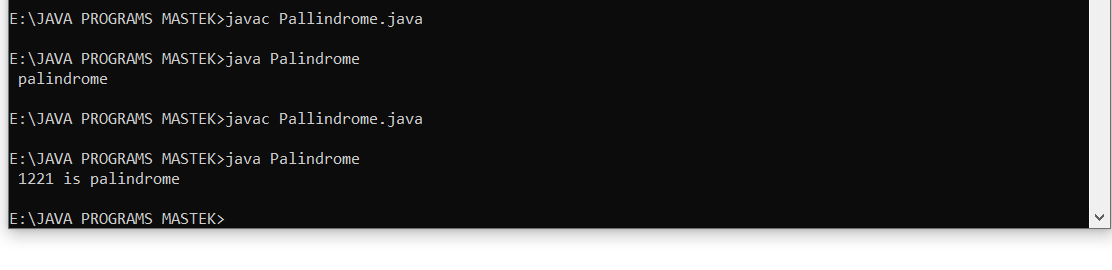 E:\JAVA PROGRAMS MASTEK>javac Pallindrome.java
E:\JAVA PROGRAMS MASTEK>java Palindrome
palindrome
E:\JAVA PROGRAMS MASTEK>javac Pallindrome.java
E:\JAVA PROGRAMS MASTEK>java Palindrome
1221 is palindrome
E:\JAVA PROGRAMS MASTEK>